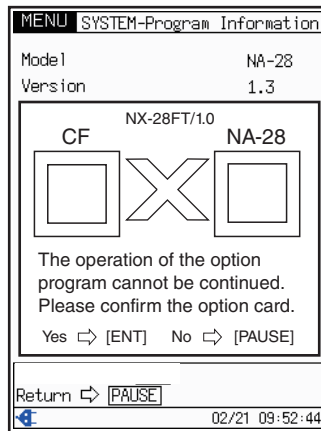 MENU SYSTEM-Program Information
Model NA-28
Version 1.3
NX-28FT/1.0
CF NA-28
The operation of the option
program cannot be continued.
Please confirm the option card.
Yes ⇨ [ENT] No ⇨ [PAUSE]
Return ⇨ PAUSE
02/21 09:52:44